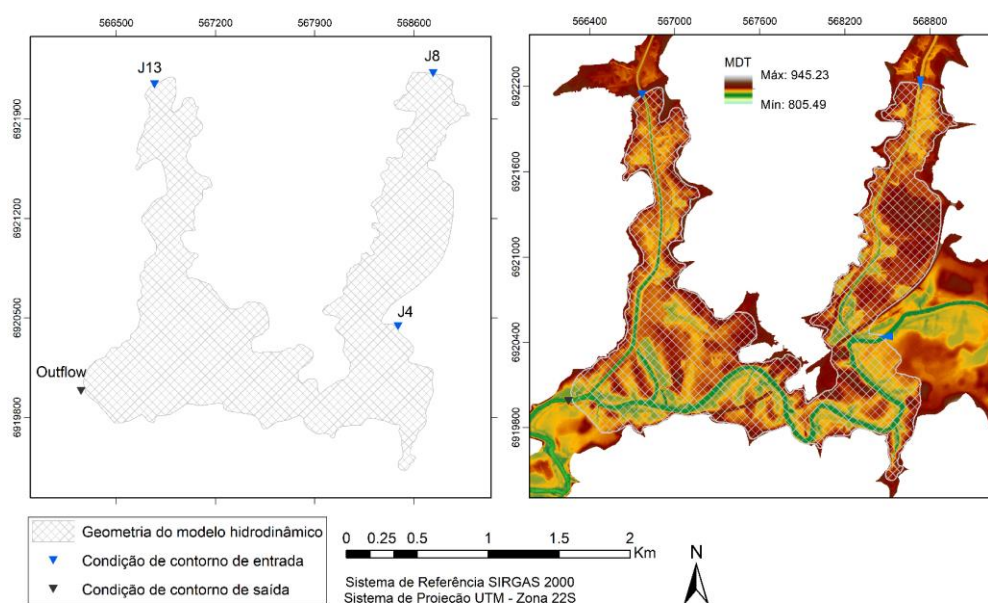 566500 567200 567900 568600
J13
J8
6921900
6921200
6920500
J4
Outflow
6919800
566400 567000 567600 568200 568800
MDT
Máx: 945.23
Mín: 805.49
6922200
6921600
6921000
6920400
6919800
Geometria do modelo hidrodinâmico
Condição de contorno de entrada
Condição de contorno de saída
0 0.25 0.5 1 1.5 2
Km
Sistema de Referência SIRGAS 2000
Sistema de Projeção UTM - Zona 22S
N